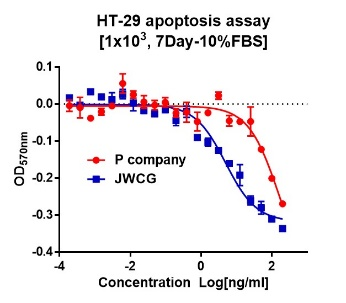 HT-29 apoptosis assay
[1x10³, 7Day-10%FBS]
0.1
0.0
-0.1
-0.2
-0.3
-0.4
OD570nm
P company
JWCG
-4 -2 0 2
Concentration Log[ng/ml]